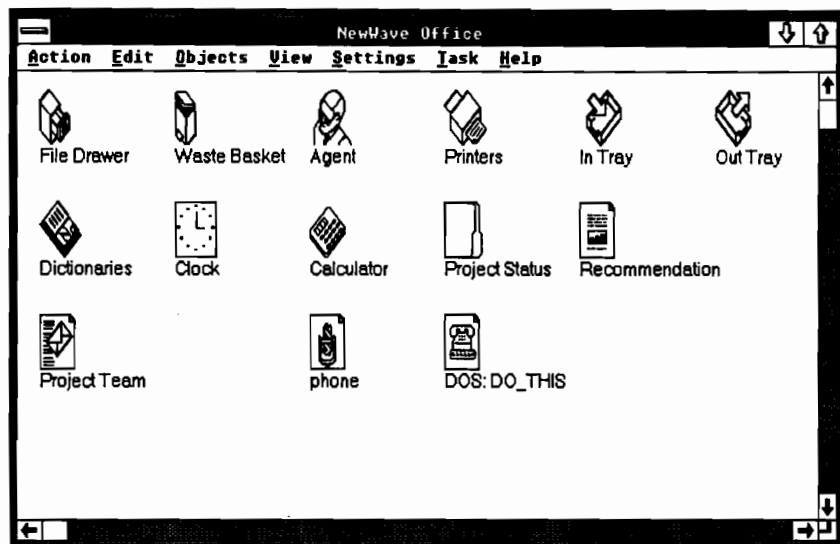 NewWave Office
Action Edit Objects View Settings Task Help
File Drawer Waste Basket Agent Printers In Tray Out Tray
Dictionaries Clock Calculator Project Status Recommendation
Project Team phone DOS: DO_THIS